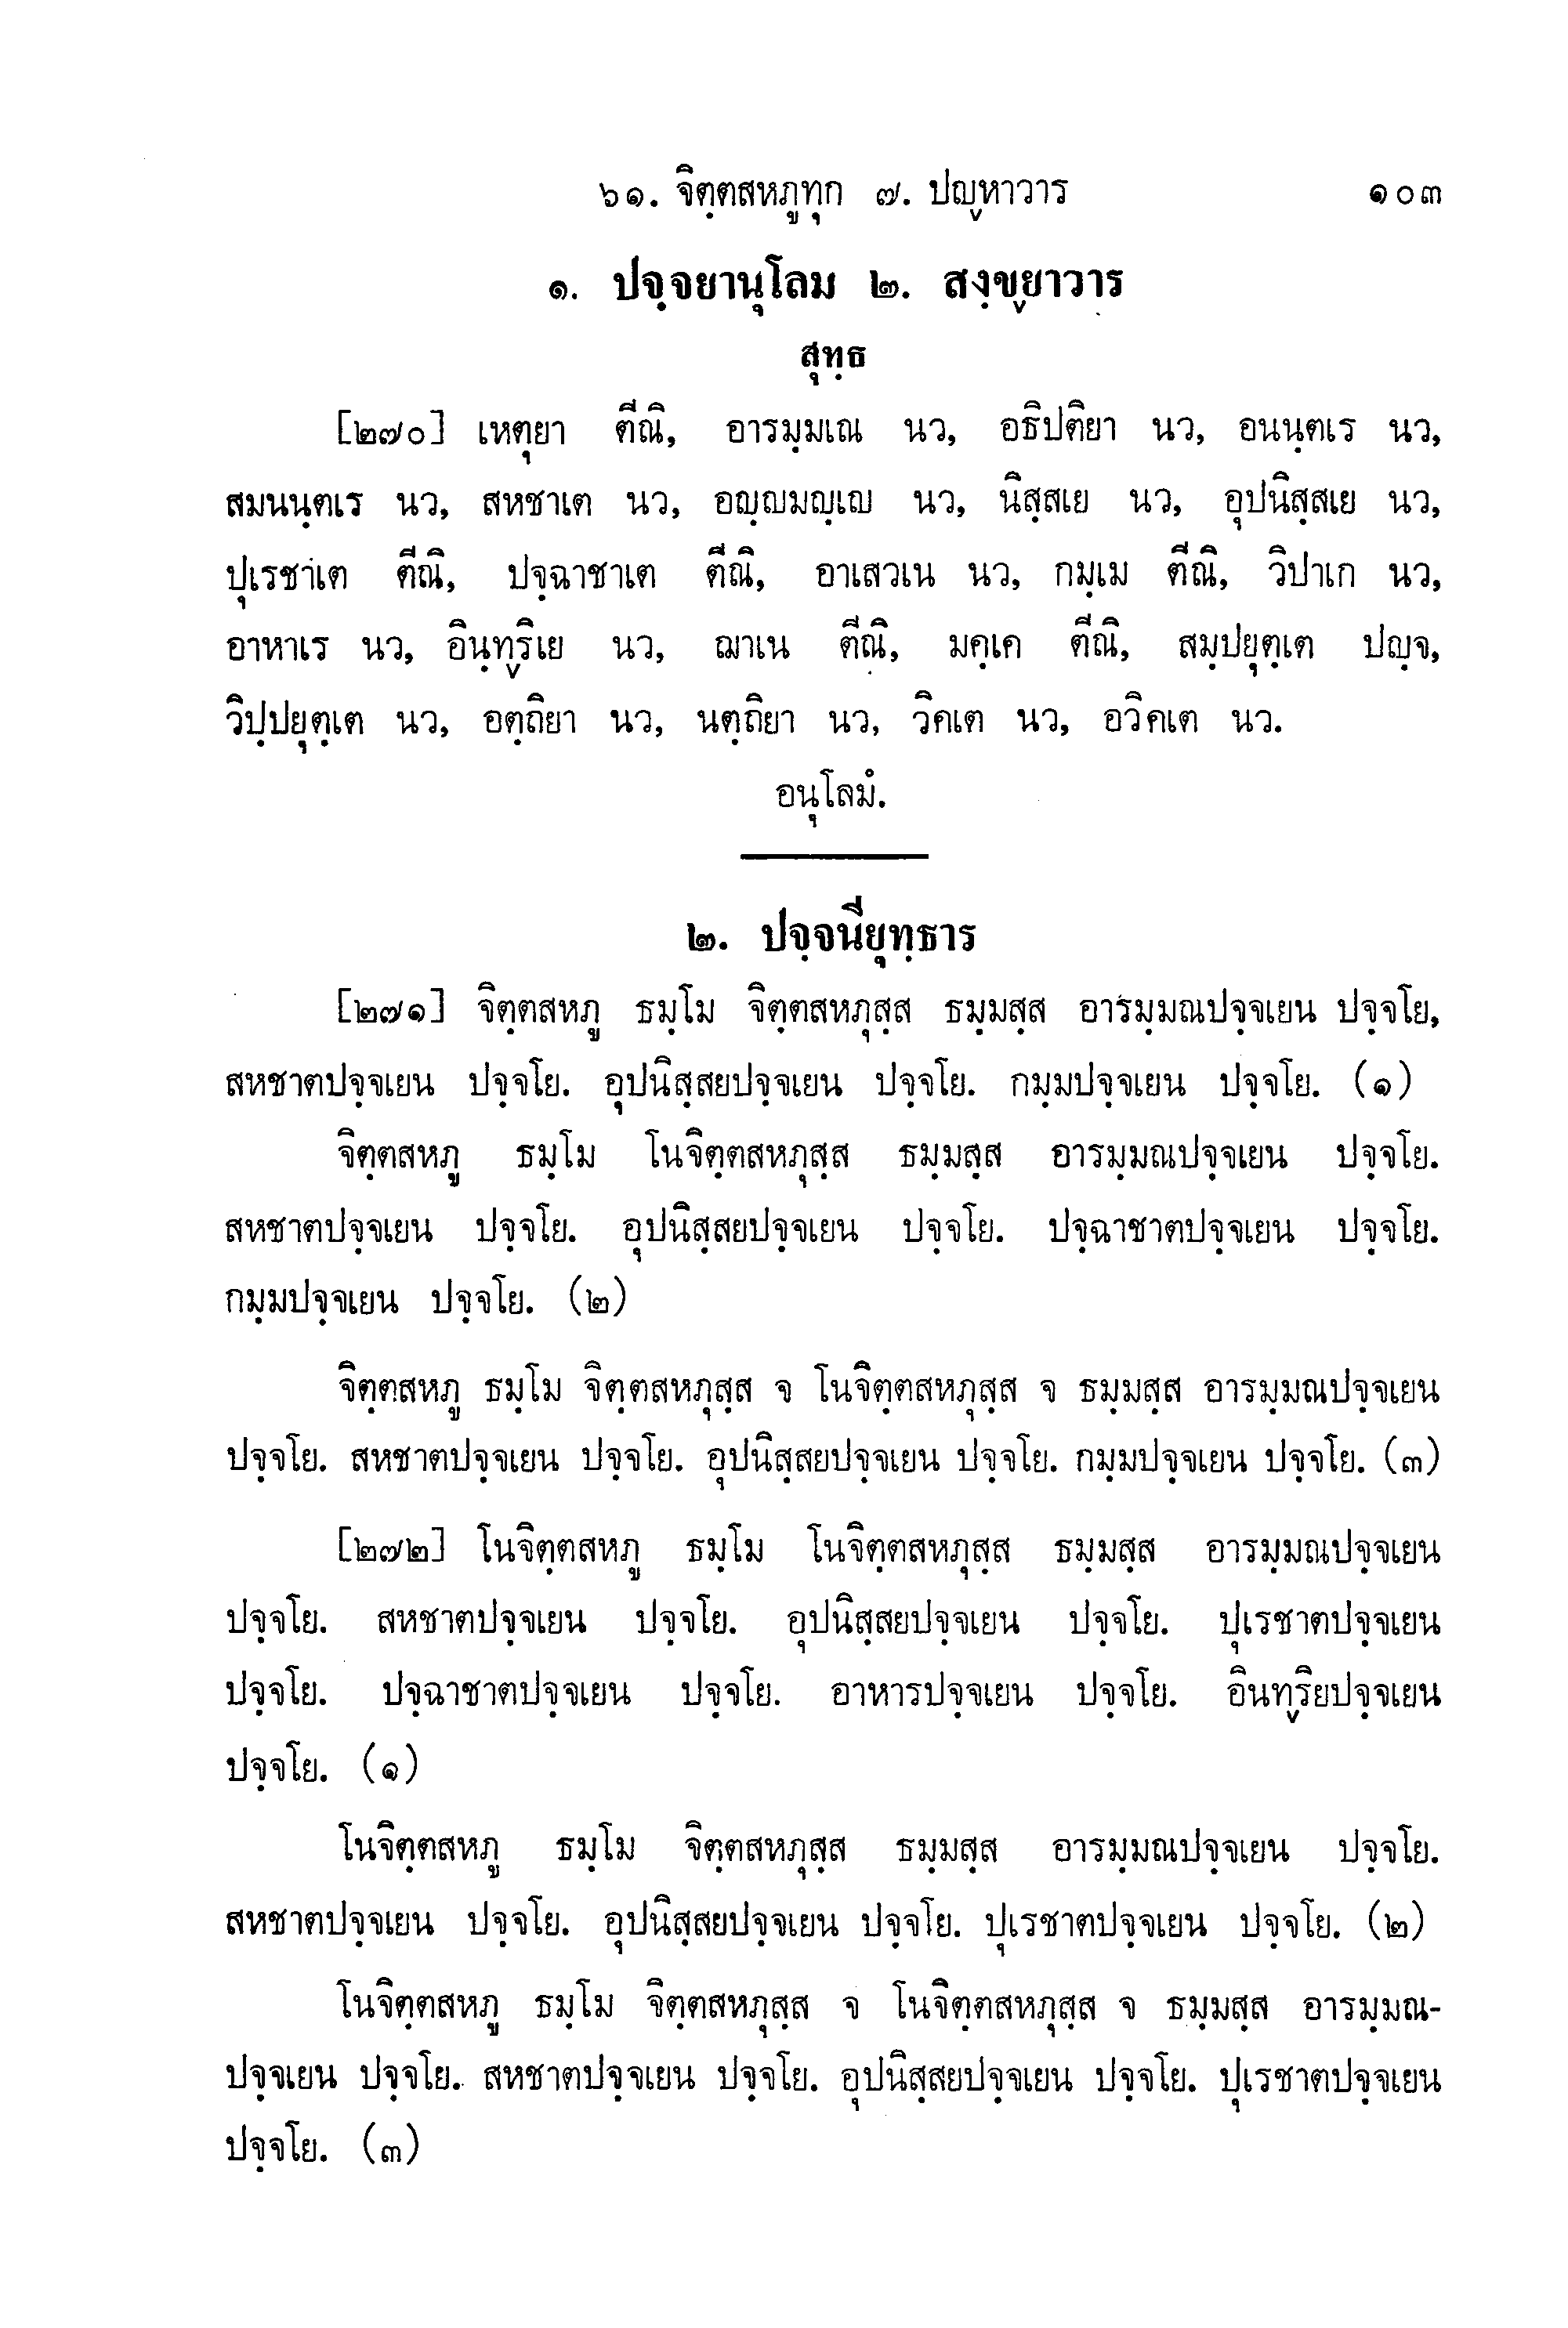 ๖๑. จิตฺตสหภูทุก ๗. ปญฺหาวาร ๑๐๓
๑. ปจฺจยานุโลม ๒. สงฺขฺยาวาร
สุทฺธ
[๒๗๐] เหตุยา ตีณิ, อารมฺมเณ นว, อธิปติยา นว, อนนฺตเร นว,
สมนนฺตเร นว, สหชาเต นว, อญฺญมญฺเญ นว, นิสฺสเย นว, อุปนิสฺสเย นว,
ปุเรชาเต ตีณิ, ปจฺฉาชาเต ตีณิ, อาเสวเน นว, กมฺเม ตีณิ, วิปาเก นว,
อาหาเร นว, อินฺทฺริเย นว, ฌาเน ตีณิ, มคฺเค ตีณิ, สมฺปยุตฺเต ปญฺจ,
วิปฺปยุตฺเต นว, อตฺถิยา นว, นตฺถิยา นว, วิคเต นว, อวิคเต นว.
อนุโลมํ.
๒. ปจฺจนียุทฺธาร
[๒๗๑] จิตฺตสหภู ธมฺโม จิตฺตสหภุสฺส ธมฺมสฺส อารมฺมณปจฺจเยน ปจฺจโย,
สหชาตปจฺจเยน ปจฺจโย. อุปนิสฺสยปจฺจเยน ปจฺจโย. กมฺมปจฺจเยน ปจฺจโย. (๑)
จิตฺตสหภู ธมฺโม โนจิตฺตสหภุสฺส ธมฺมสฺส อารมฺมณปจฺจเยน ปจฺจโย.
สหชาตปจฺจเยน ปจฺจโย. อุปนิสฺสยปจฺจเยน ปจฺจโย. ปจฺฉาชาตปจฺจเยน ปจฺจโย.
กมฺมปจฺจเยน ปจฺจโย. (๒)
จิตฺตสหภู ธมฺโม จิตฺตสหภุสฺส จ โนจิตฺตสหภุสฺส จ ธมฺมสฺส อารมฺมณปจฺจเยน
ปจฺจโย. สหชาตปจฺจเยน ปจฺจโย. อุปนิสฺสยปจฺจเยน ปจฺจโย. กมฺมปจฺจเยน ปจฺจโย. (๓)
[๒๗๒] โนจิตฺตสหภู ธมฺโม โนจิตฺตสหภุสฺส ธมฺมสฺส อารมฺมณปจฺจเยน
ปจฺจโย. สหชาตปจฺจเยน ปจฺจโย. อุปนิสฺสยปจฺจเยน ปจฺจโย. ปุเรชาตปจฺจเยน
ปจฺจโย. ปจฺฉาชาตปจฺจเยน ปจฺจโย. อาหารปจฺจเยน ปจฺจโย. อินทฺริยปจฺจเยน
ปจฺจโย. (๑)
โนจิตฺตสหภู ธมฺโม จิตฺตสหภุสฺส ธมฺมสฺส อารมฺมณปจฺจเยน ปจฺจโย.
สหชาตปจฺจเยน ปจฺจโย. อุปนิสฺสยปจฺจเยน ปจฺจโย. ปุเรชาตปจฺจเยน ปจฺจโย. (๒)
โนจิตฺตสหภู ธมฺโม จิตฺตสหภุสฺส จ โนจิตฺตสหภุสฺส จ ธมฺมสฺส อารมฺมณ-
ปจฺจเยน ปจฺจโย. สหชาตปจฺจเยน ปจฺจโย. อุปนิสฺสยปจฺจเยน ปจฺจโย. ปุเรชาตปจฺจเยน
ปจฺจโย. (๓)